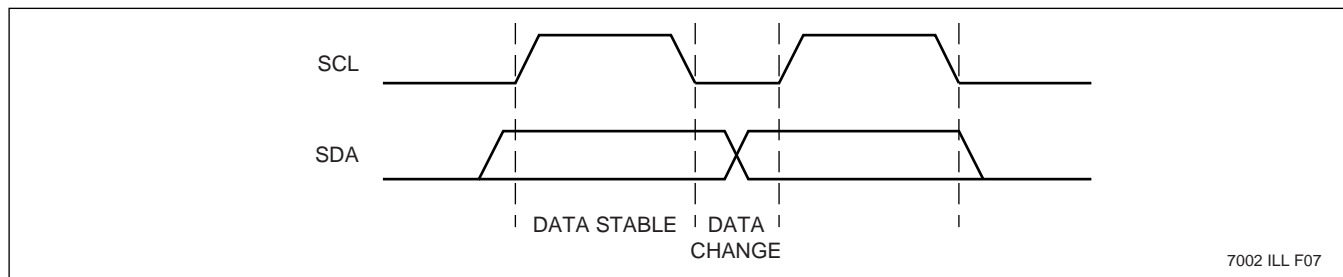 SCL
SDA
DATA STABLE
DATA
CHANGE
7002 ILL F07